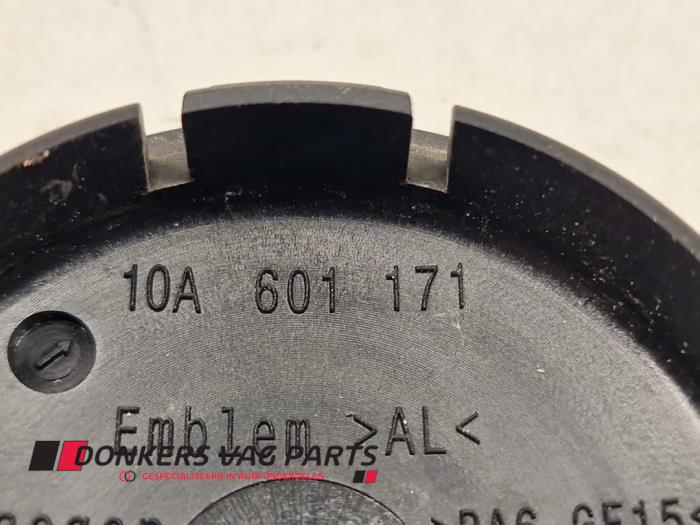 10A 601 171
Emblem >AL<
DONKERS VAG PARTS
GESPECIALISEERD IN AUDI ONDERDELEN